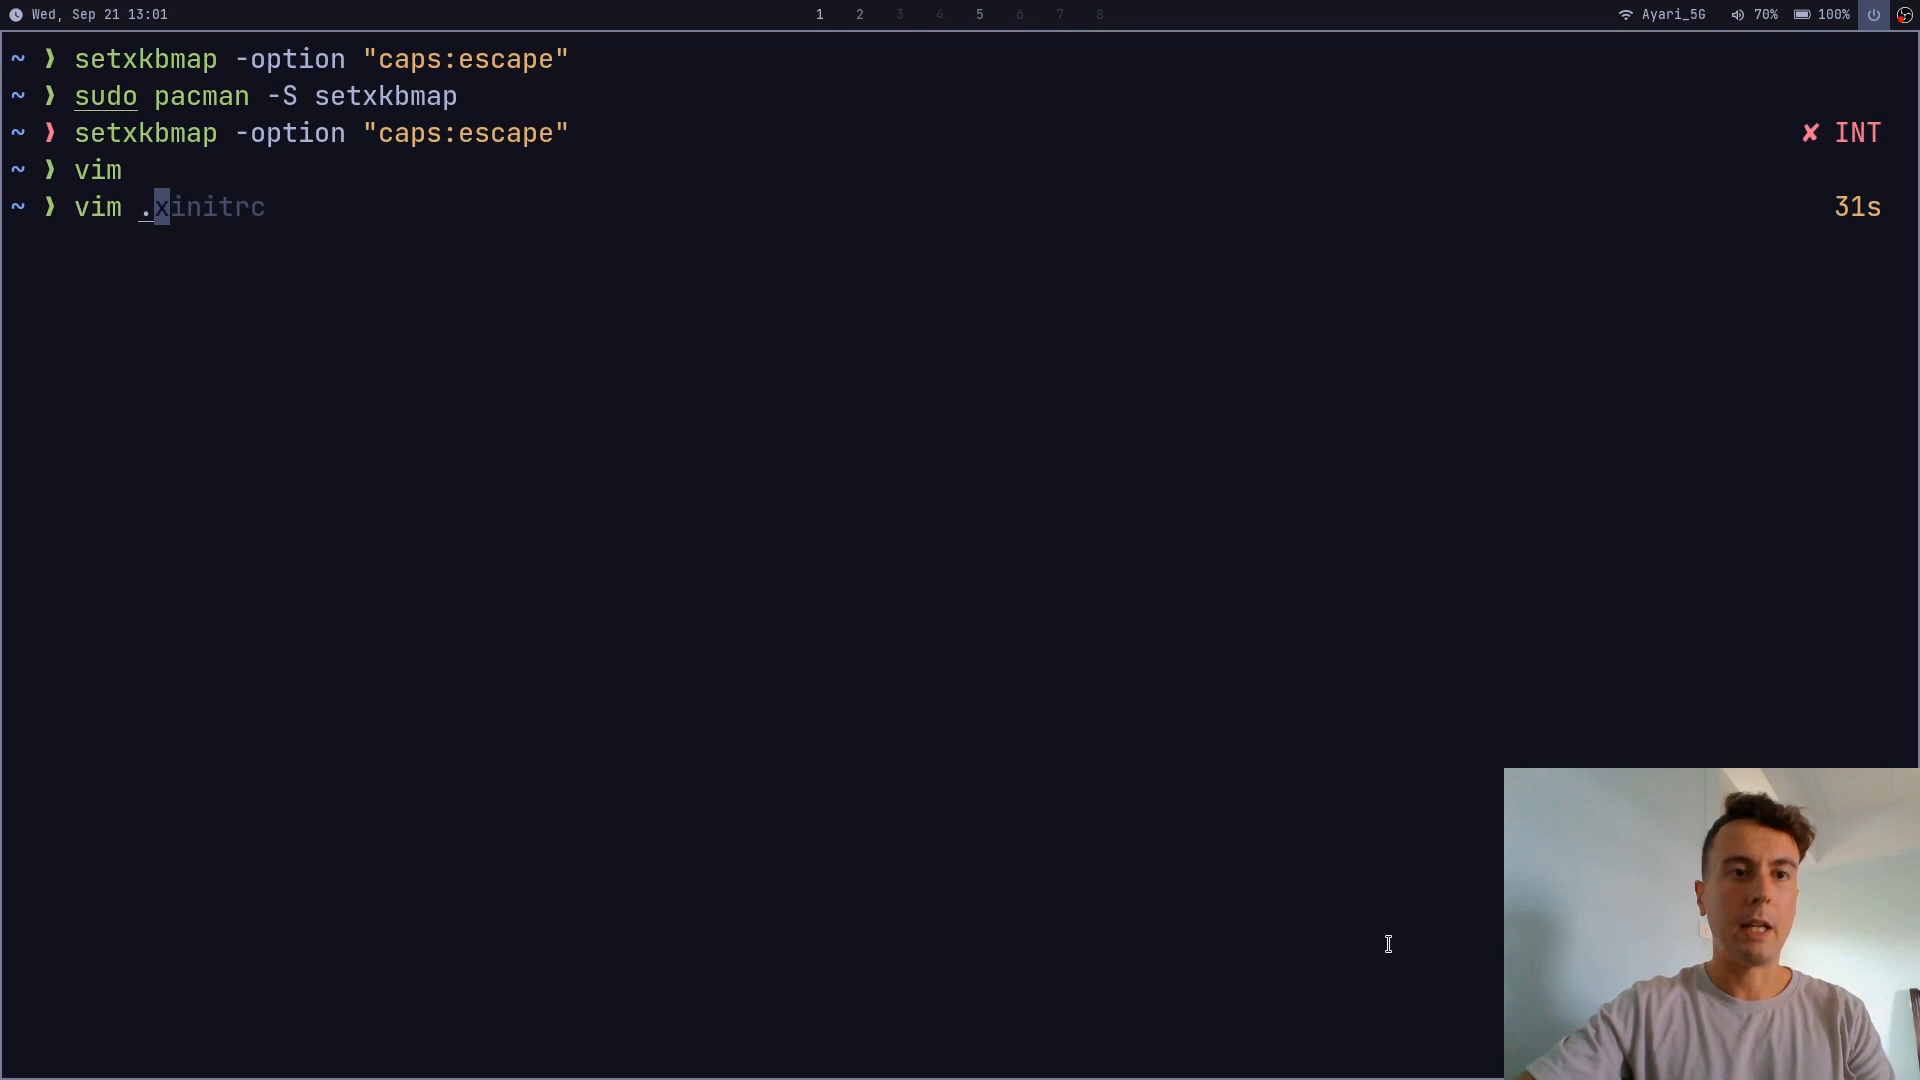 Wed, Sep 21 13:01 1 2 3 4 5 6 7 8 Ayari_5G 70% 100%
~ ❯ setxkbmap -option "caps:escape"
~ ❯ sudo pacman -S setxkbmap
~ ❯ setxkbmap -option "caps:escape" ✘ INT
~ ❯ vim
~ ❯ vim .xinitrc 31s